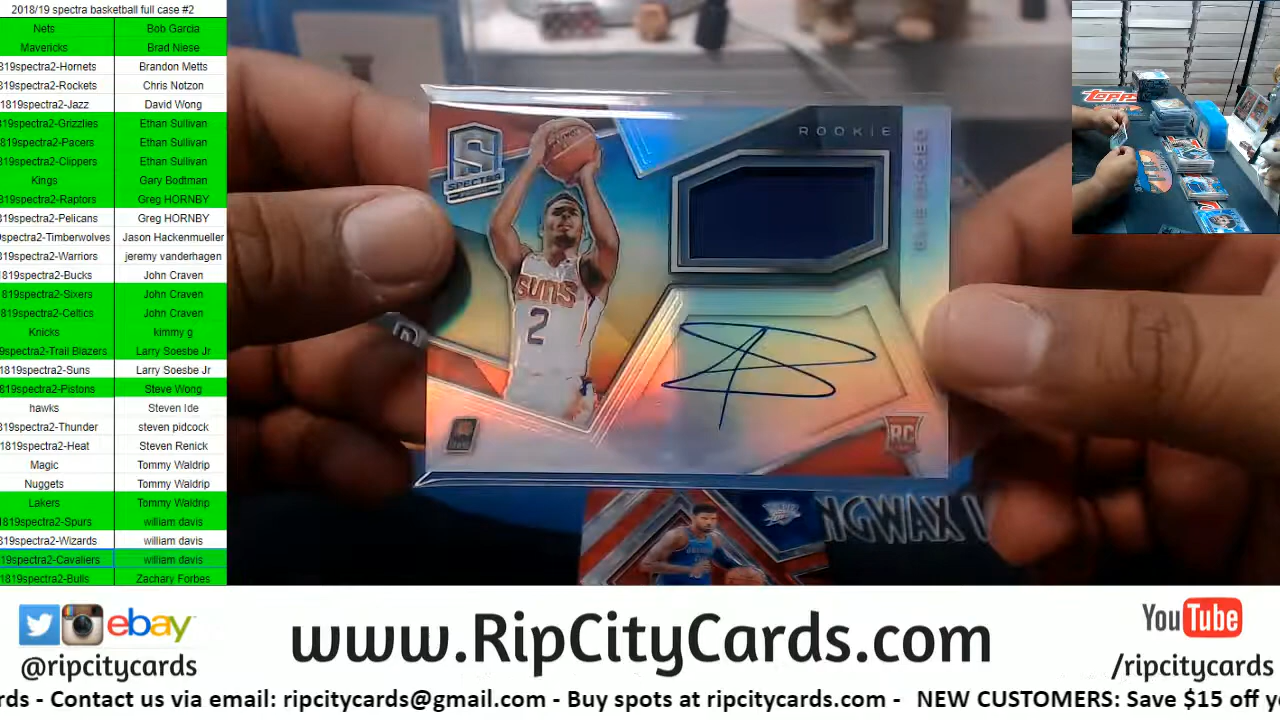 2018/19 spectra basketball full case #2
Nets Bob Garcia
Mavericks Brad Niese
819spectra2-Hornets Brandon Metts
819spectra2-Rockets Chris Notzon
1819spectra2-Jazz David Wong
819spectra2-Grizzlies Ethan Sullivan
819spectra2-Pacers Ethan Sullivan
819spectra2-Clippers Ethan Sullivan
Kings Gary Bodtman
819spectra2-Raptors Greg HORNBY
819spectra2-Pelicans Greg HORNBY
9spectra2-Timberwolves Jason Hackenmueller
819spectra2-Warriors jeremy vanderhagen
1819spectra2-Bucks John Craven
819spectra2-Sixers John Craven
819spectra2-Celtics John Craven
Knicks kimmy g
819spectra2-Trail Blazers Larry Soesbe Jr
1819spectra2-Suns Larry Soesbe Jr
819spectra2-Pistons Steve Wong
hawks Steven Ide
819spectra2-Thunder steven pidcock
1819spectra2-Heat Steven Renick
Magic Tommy Waldrip
Nuggets Tommy Waldrip
Lakers Tommy Waldrip
1819spectra2-Spurs william davis
819spectra2-Wizards william davis
19spectra2-Cavaliers william davis
1819spectra2-Bulls Zachary Forbes
ROOKIE
S
SPECTRA
SUNS
2
RC
NGWAX
TOPPS
ebay
@ripcitycards
www.RipCityCards.com
YouTube
/ripcitycards
rds - Contact us via email: ripcitycards@gmail.com - Buy spots at ripcitycards.com - NEW CUSTOMERS: Save $15 off y